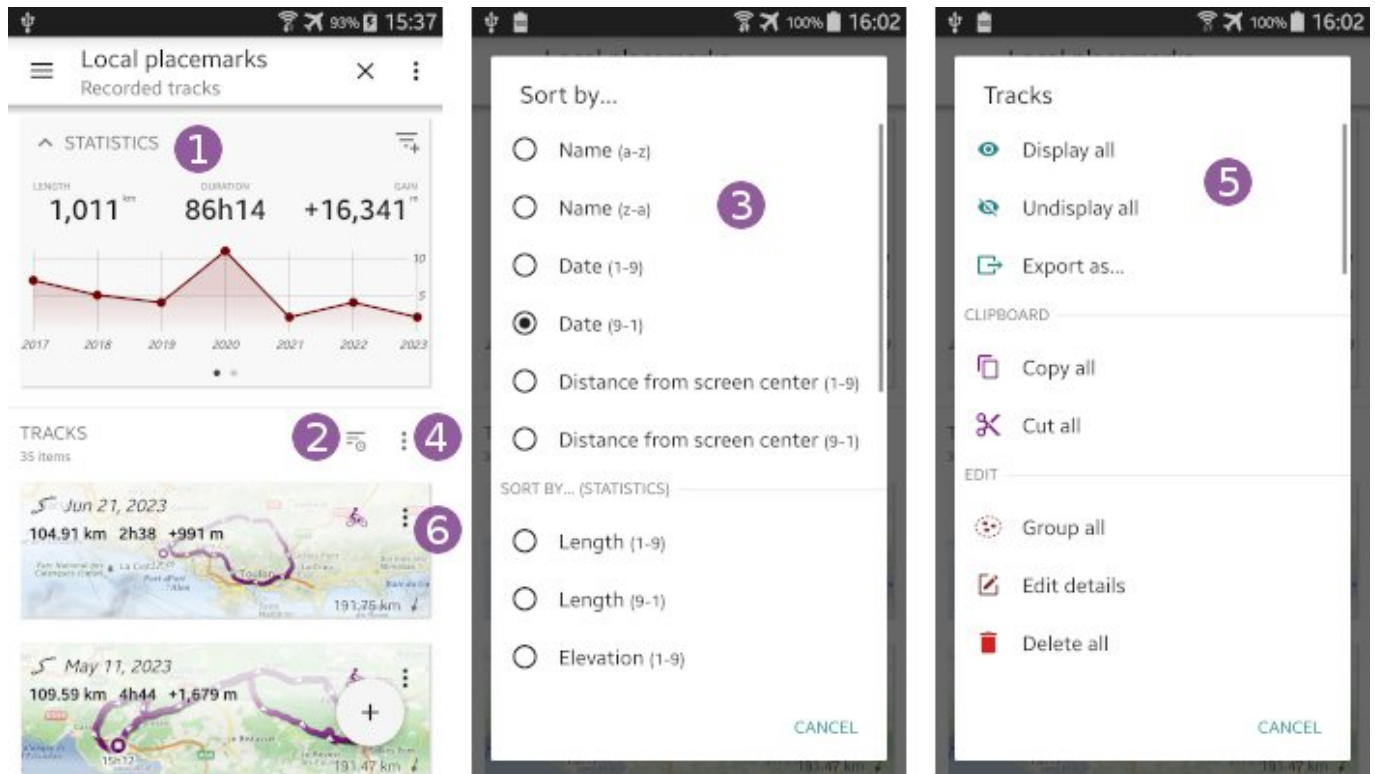 93% 15:37
Local placemarks
Recorded tracks
1
STATISTICS
LENGTH DURATION GAIN
1,011 km 86h14 +16,341 m
10
5
2017 2018 2019 2020 2021 2022 2023
TRACKS
35 items
2
4
Jun 21, 2023
104.91 km 2h38 +991 m
6
La Ciotat
Toulon
191.75 km
May 11, 2023
109.59 km 4h44 +1,679 m
+
15h12
191.47 km
100% 16:02
Sort by...
Name (a-z)
3
Name (z-a)
Date (1-9)
Date (9-1)
Distance from screen center (1-9)
Distance from screen center (9-1)
SORT BY... (STATISTICS)
Length (1-9)
Length (9-1)
Elevation (1-9)
CANCEL
100% 16:02
Tracks
Display all
5
Undisplay all
Export as...
CLIPBOARD
Copy all
Cut all
EDIT
Group all
Edit details
Delete all
CANCEL